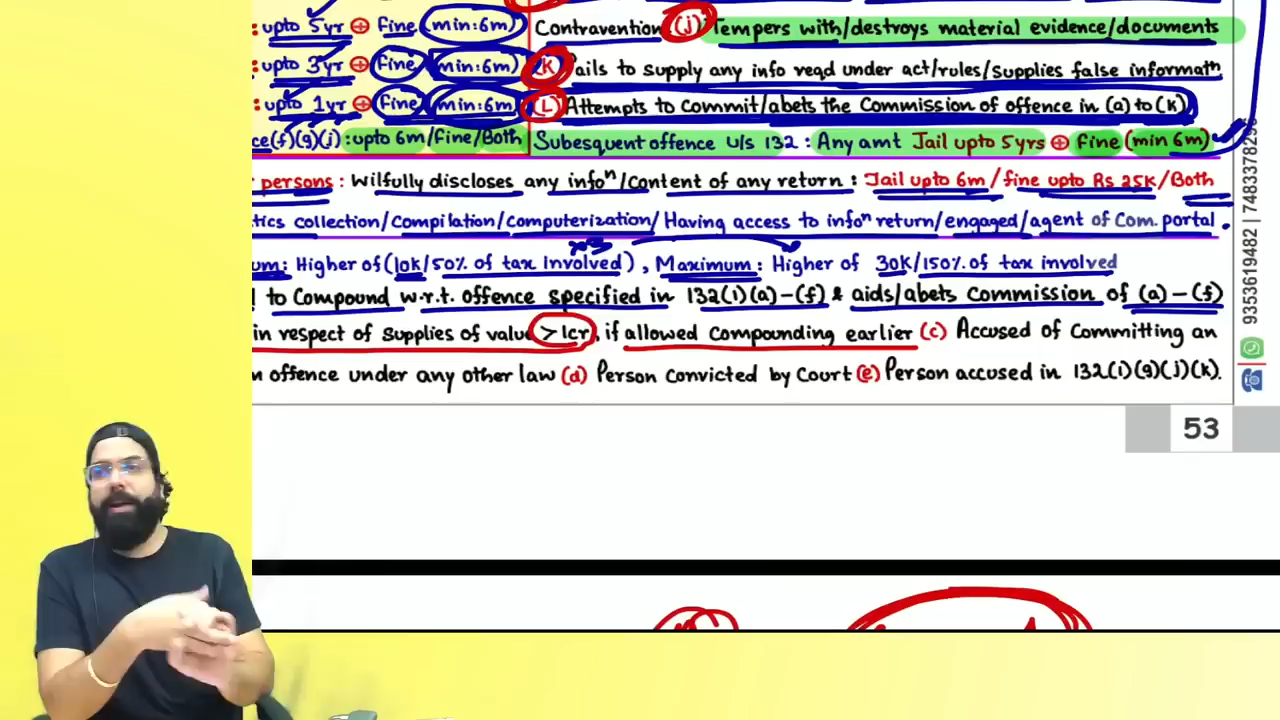 : upto 5yr ⊕ Fine (min:6m) Contravention (j) Tempers with/destroys material evidence/documents
: upto 3yr ⊕ Fine (min:6m) (K) Fails to supply any info reqd under act/rules/supplies false informatn
: upto 1yr ⊕ Fine (min:6m) (L) Attempts to Commit/abets the Commission of offence in (a) to (k)
ce(f)(g)(j) : upto 6m/Fine/Both Subesquent offence u/s 132 : Any amt Jail upto 5yrs ⊕ Fine (min 6m)
r persons : Wilfully discloses any infoⁿ/Content of any return : Jail upto 6m/fine upto Rs 25K/Both
tics collection/Compilation/Computerization/Having access to infoⁿ return/engaged/agent of Com. portal.
um: Higher of (10k/50% of tax Involved), Maximum: Higher of 30K/150% of tax involved
to Compound w.r.t. offence specified in 132(1)(a)-(f) & aids/abets Commission of (a)-(f)
in respect of supplies of value >1cr, if allowed compounding earlier (c) Accused of Committing an
n offence under any other law (d) Person Convicted by Court (e) Person accused in 132(1)(g)(j)(k).
53